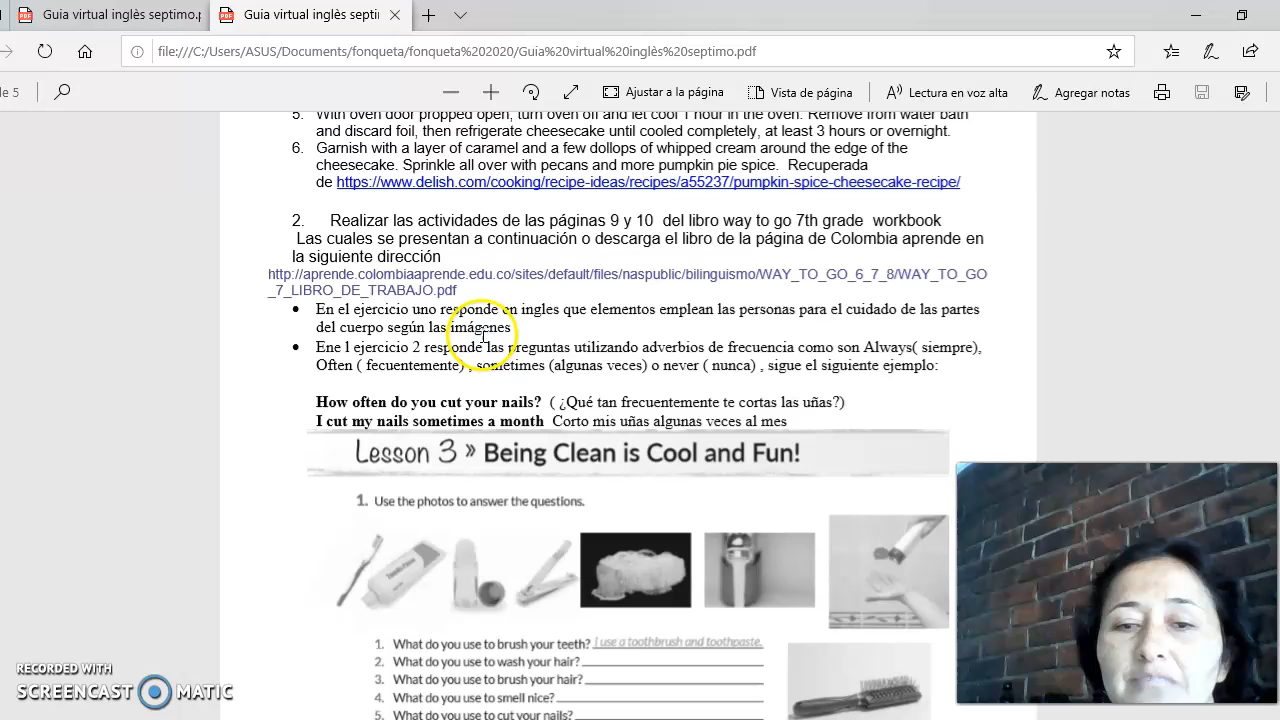 Guia virtual inglès septimo.p
Guia virtual inglès septimo.pdf
file:///C:/Users/ASUS/Documents/fonqueta/fonqueta%202020/Guia%20virtual%20inglès%20septimo.pdf
de 5
Ajustar a la página
Vista de página
Lectura en voz alta
Agregar notas
5. With oven door propped open, turn oven off and let cool 1 hour in the oven. Remove from water bath
and discard foil, then refrigerate cheesecake until cooled completely, at least 3 hours or overnight.
6. Garnish with a layer of caramel and a few dollops of whipped cream around the edge of the
cheesecake. Sprinkle all over with pecans and more pumpkin pie spice. Recuperada
de https://www.delish.com/cooking/recipe-ideas/recipes/a55237/pumpkin-spice-cheesecake-recipe/
2. Realizar las actividades de las páginas 9 y 10 del libro way to go 7th grade workbook
Las cuales se presentan a continuación o descarga el libro de la página de Colombia aprende en
la siguiente dirección
http://aprende.colombiaaprende.edu.co/sites/default/files/naspublic/bilinguismo/WAY_TO_GO_6_7_8/WAY_TO_GO
_7_LIBRO_DE_TRABAJO.pdf
• En el ejercicio uno responde en ingles que elementos emplean las personas para el cuidado de las partes
del cuerpo según las imágenes
• Ene l ejercicio 2 responde las preguntas utilizando adverbios de frecuencia como son Always( siempre),
Often ( fecuentemente) , sometimes (algunas veces) o never ( nunca) , sigue el siguiente ejemplo:
How often do you cut your nails? ( ¿Qué tan frecuentemente te cortas las uñas?)
I cut my nails sometimes a month Corto mis uñas algunas veces al mes
Lesson 3 » Being Clean is Cool and Fun!
1. Use the photos to answer the questions.
1. What do you use to brush your teeth? I use a toothbrush and toothpaste.
2. What do you use to wash your hair?
3. What do you use to brush your hair?
4. What do you use to smell nice?
5. What do you use to cut your nails?
RECORDED WITH
SCREENCAST MATIC